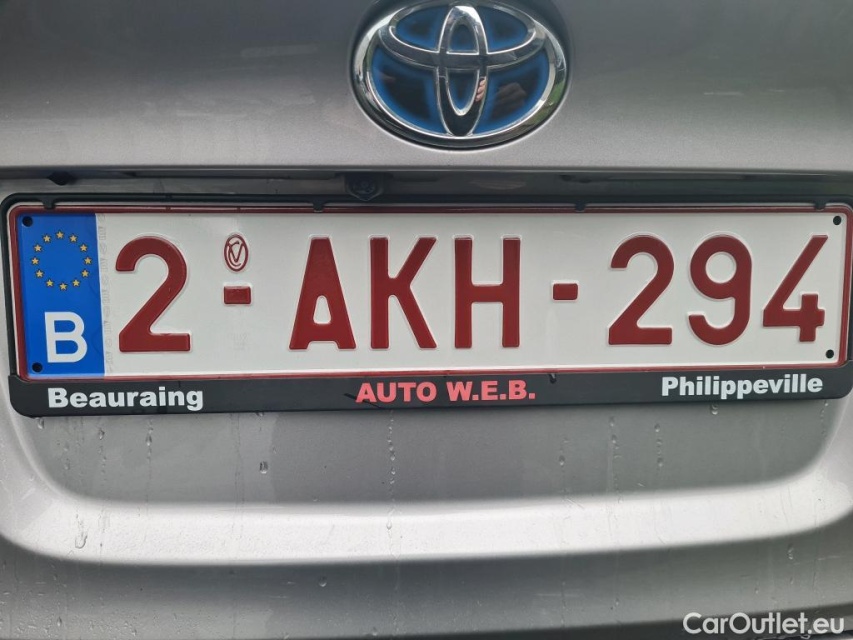 2-AKH-294
B
Beauraing AUTO W.E.B. Philippeville
CarOutlet.eu